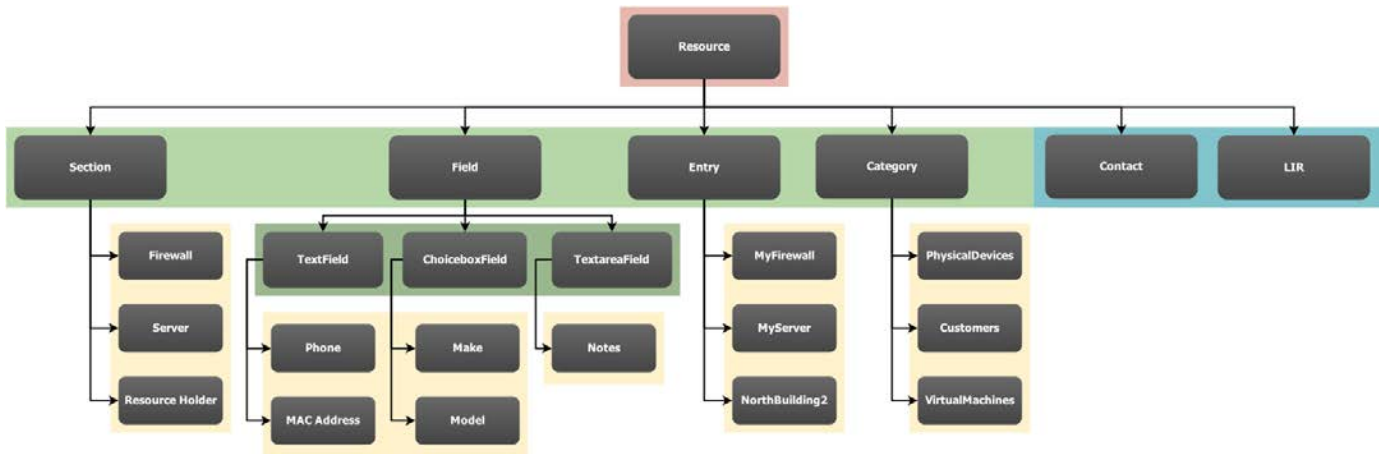 Resource
Section
Field
Entry
Category
Contact
LIR
Firewall
Server
Resource Holder
TextField
ChoiceboxField
TextareaField
Phone
MAC Address
Make
Model
Notes
MyFirewall
MyServer
NorthBuilding2
PhysicalDevices
Customers
VirtualMachines